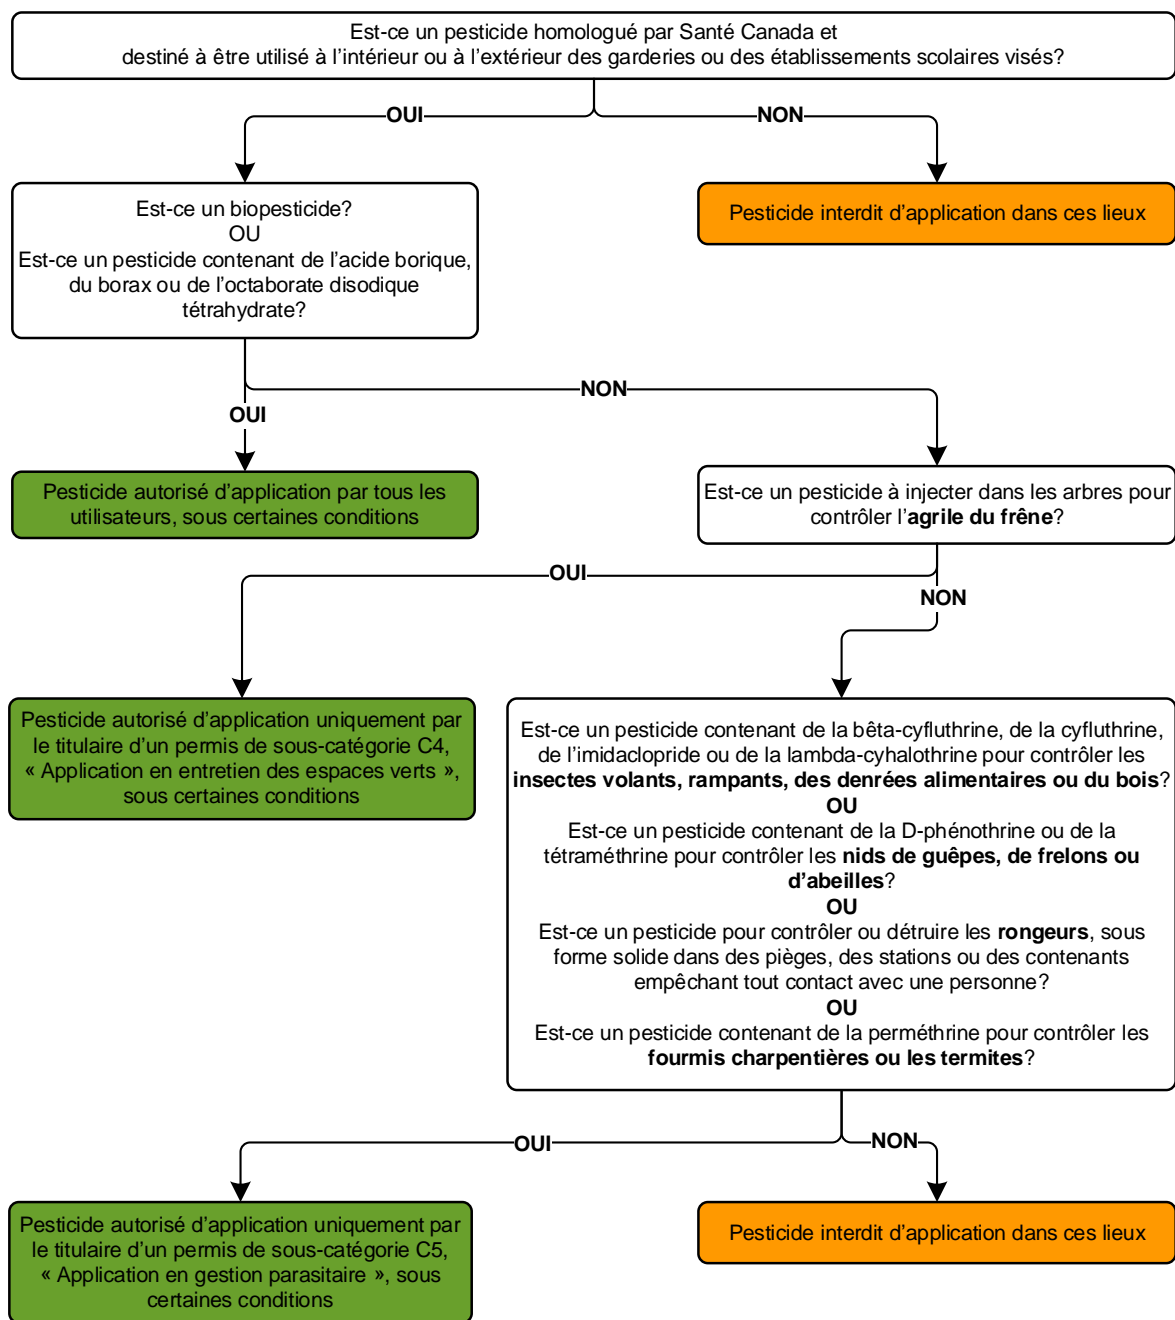 Est-ce un pesticide homologué par Santé Canada et
destiné à être utilisé à l'intérieur ou à l'extérieur des garderies ou des établissements scolaires visés?
OUI
NON
Est-ce un biopesticide?
OU
Est-ce un pesticide contenant de l'acide borique,
du borax ou de l'octaborate disodique
tétrahydrate?
Pesticide interdit d'application dans ces lieux
OUI
NON
Pesticide autorisé d'application par tous les
utilisateurs, sous certaines conditions
Est-ce un pesticide à injecter dans les arbres pour
contrôler l'agrile du frêne?
OUI
NON
Pesticide autorisé d'application uniquement par
le titulaire d'un permis de sous-catégorie C4,
« Application en entretien des espaces verts »,
sous certaines conditions
Est-ce un pesticide contenant de la bêta-cyfluthrine, de la cyfluthrine,
de l'imidaclopride ou de la lambda-cyhalothrine pour contrôler les
insectes volants, rampants, des denrées alimentaires ou du bois?
OU
Est-ce un pesticide contenant de la D-phénothrine ou de la
tétraméthrine pour contrôler les nids de guêpes, de frelons ou
d'abeilles?
OU
Est-ce un pesticide pour contrôler ou détruire les rongeurs, sous
forme solide dans des pièges, des stations ou des contenants
empêchant tout contact avec une personne?
OU
Est-ce un pesticide contenant de la perméthrine pour contrôler les
fourmis charpentières ou les termites?
OUI
NON
Pesticide autorisé d'application uniquement par
le titulaire d'un permis de sous-catégorie C5,
« Application en gestion parasitaire », sous
certaines conditions
Pesticide interdit d'application dans ces lieux